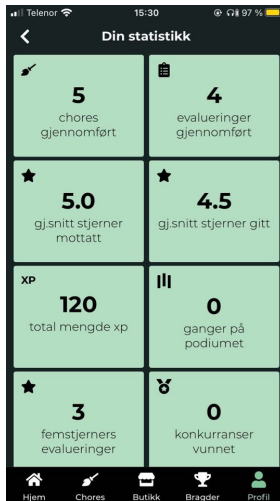 Telenor 15:30 97 %
Din statistikk
5
chores
gjennomført
4
evalueringer
gjennomført
5.0
gj.snitt stjerner
mottatt
4.5
gj.snitt stjerner gitt
XP
120
total mengde xp
0
ganger på
podiumet
3
femstjerners
evalueringer
0
konkurranser
vunnet
Hjem Chores Butikk Bragder Profil